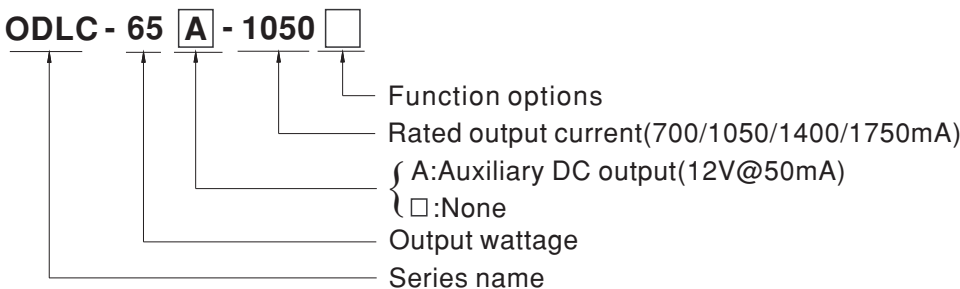 ODLC - 65 A - 1050 □
Function options
Rated output current(700/1050/1400/1750mA)
A:Auxiliary DC output(12V@50mA)
□:None
Output wattage
Series name